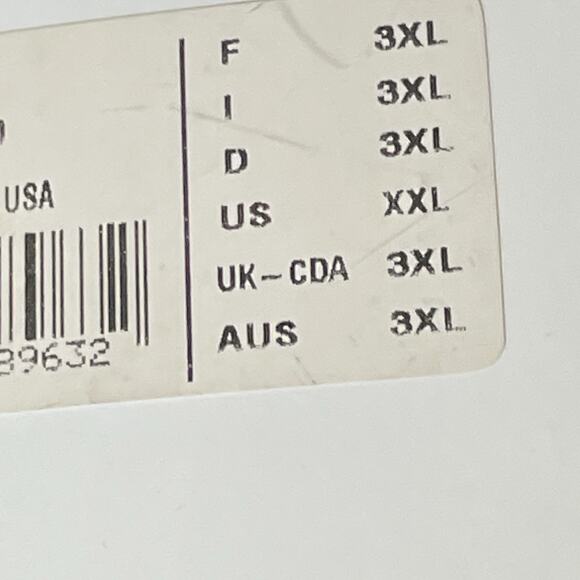 USA
89632
F 3XL
I 3XL
D 3XL
US XXL
UK-CDA 3XL
AUS 3XL